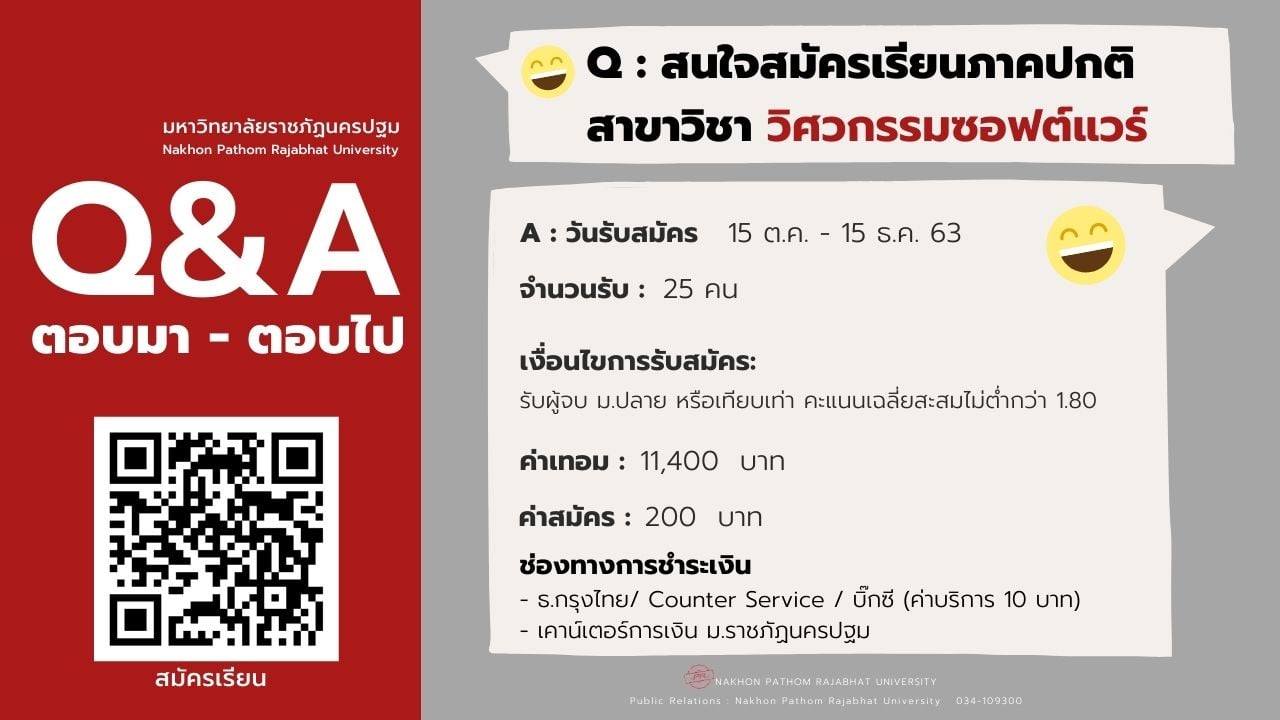 มหาวิทยาลัยราชภัฏนครปฐม
Nakhon Pathom Rajabhat University
Q&A
ตอบมา - ตอบไป
สมัครเรียน
Q : สนใจสมัครเรียนภาคปกติ
สาขาวิชา วิศวกรรมซอฟต์แวร์
A : วันรับสมัคร 15 ต.ค. - 15 ธ.ค. 63
จำนวนรับ : 25 คน
เงื่อนไขการรับสมัคร:
รับผู้จบ ม.ปลาย หรือเทียบเท่า คะแนนเฉลี่ยสะสมไม่ต่ำกว่า 1.80
ค่าเทอม : 11,400 บาท
ค่าสมัคร : 200 บาท
ช่องทางการชำระเงิน
- ธ.กรุงไทย/ Counter Service / บิ๊กซี (ค่าบริการ 10 บาท)
- เคาน์เตอร์การเงิน ม.ราชภัฏนครปฐม
NAKHON PATHOM RAJABHAT UNIVERSITY
Public Relations : Nakhon Pathom Rajabhat University 034-109300